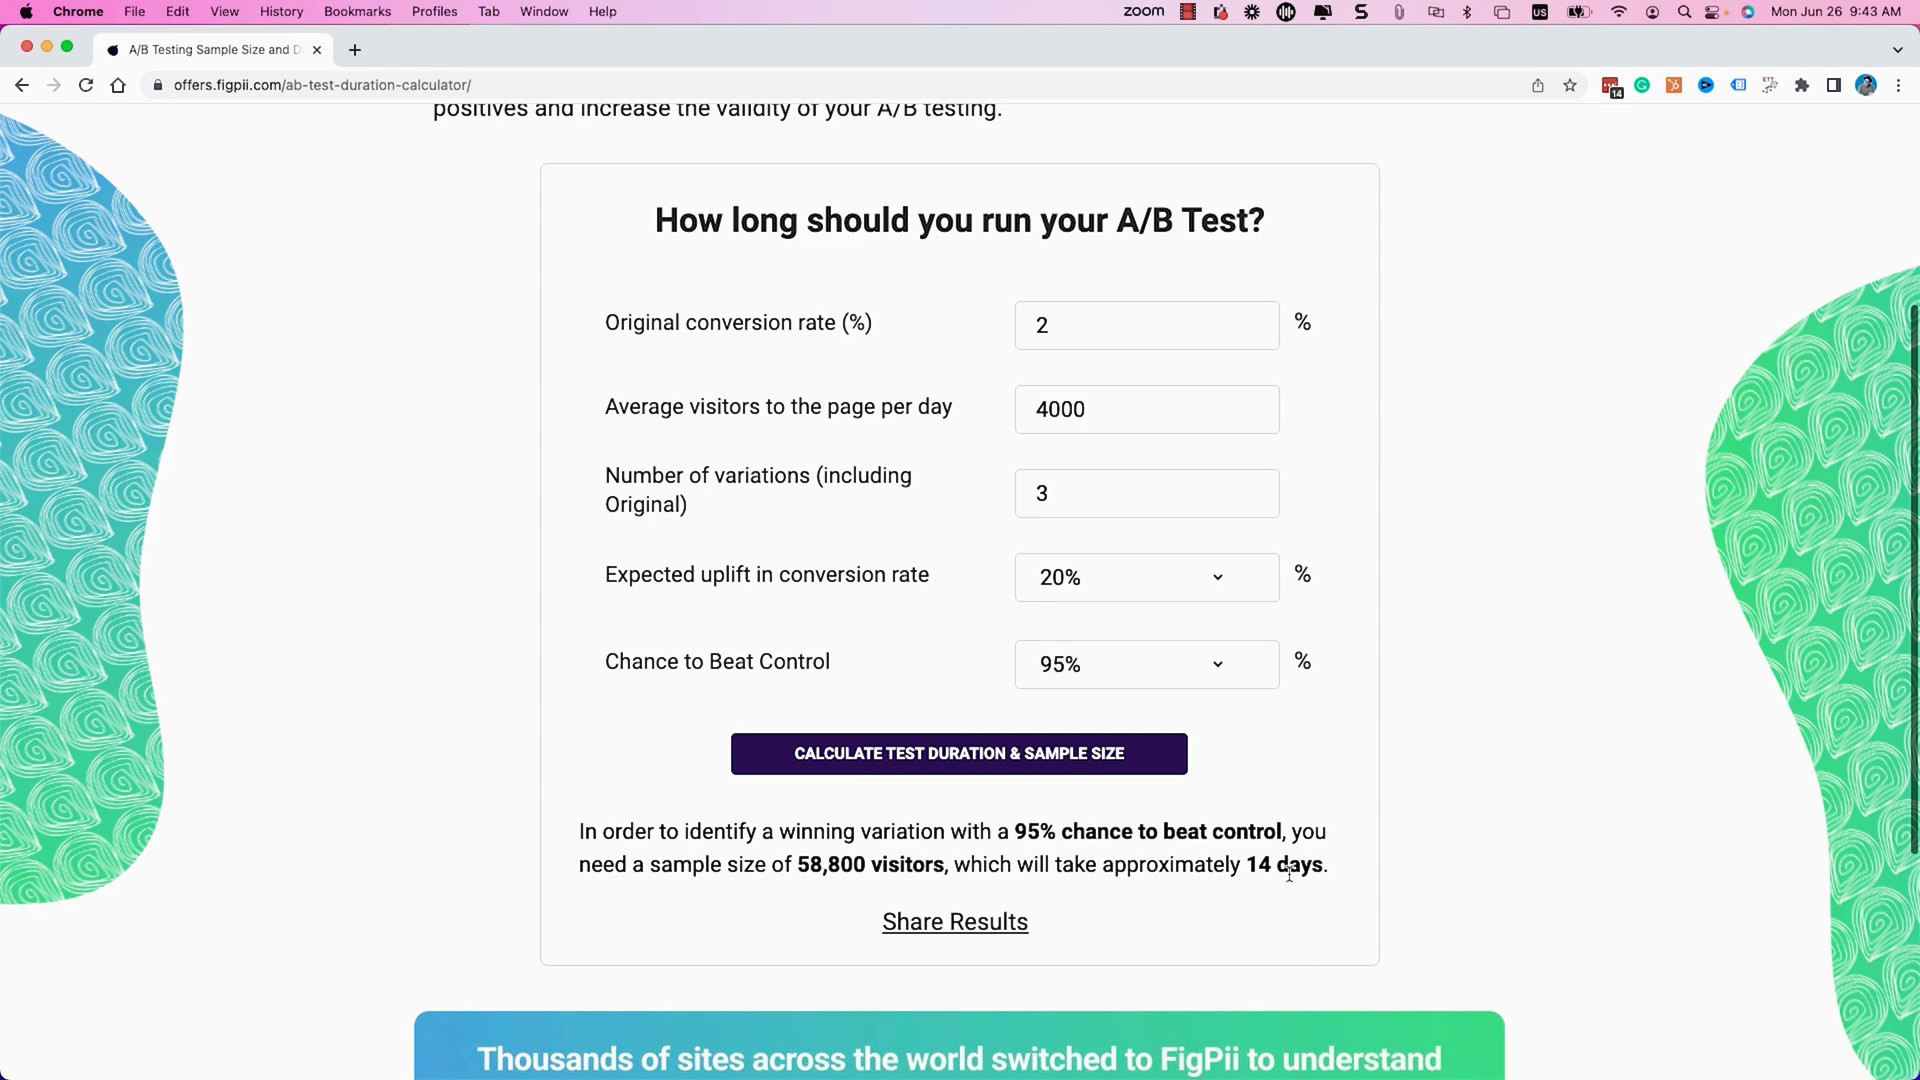 Chrome File Edit View History Bookmarks Profiles Tab Window Help zoom US Mon Jun 26 9:43 AM
A/B Testing Sample Size and D
offers.figpii.com/ab-test-duration-calculator/
14
positives and increase the validity of your A/B testing.
How long should you run your A/B Test?
Original conversion rate (%) 2 %
Average visitors to the page per day 4000
Number of variations (including
Original) 3
Expected uplift in conversion rate 20% %
Chance to Beat Control 95% %
CALCULATE TEST DURATION & SAMPLE SIZE
In order to identify a winning variation with a 95% chance to beat control, you
need a sample size of 58,800 visitors, which will take approximately 14 days.
Share Results
Thousands of sites across the world switched to FigPii to understand